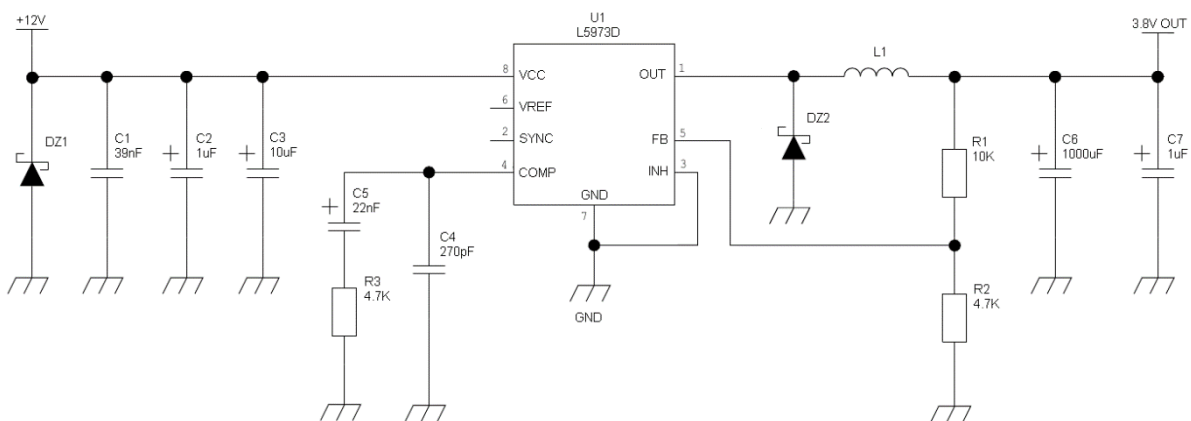 +12V
U1
L5973D
3.8V OUT
8
VCC
OUT
1
L1
6
VREF
DZ1
C1
39nF
C2
1uF
C3
10uF
2
SYNC
FB
5
DZ2
R1
10K
C6
1000uF
C7
1uF
4
COMP
INH
3
GND
7
C5
22nF
C4
270pF
R3
4.7K
R2
4.7K
GND